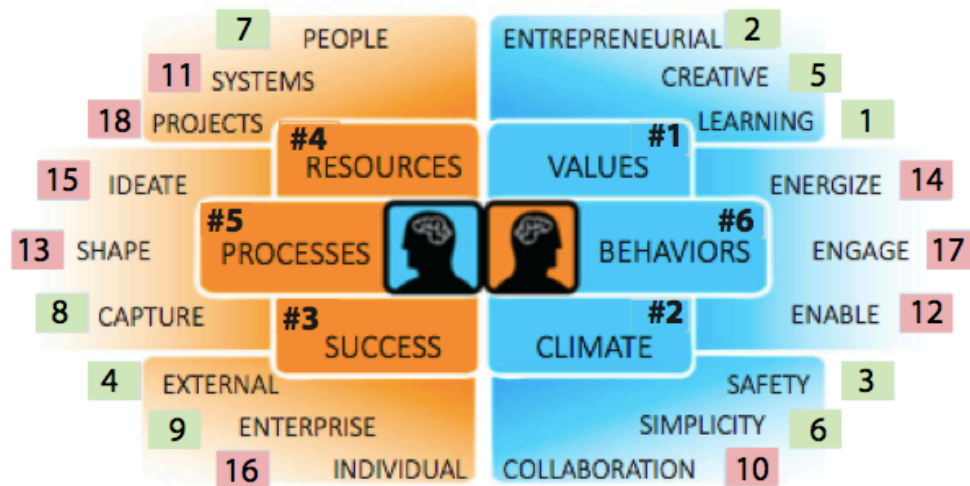 7 PEOPLE
11 SYSTEMS
18 PROJECTS
#4
RESOURCES
15 IDEATE
13 SHAPE
8 CAPTURE
#5
PROCESSES
#3
SUCCESS
4 EXTERNAL
9 ENTERPRISE
16 INDIVIDUAL
ENTREPRENEURIAL 2
CREATIVE 5
LEARNING 1
#1
VALUES
ENERGIZE 14
ENGAGE 17
ENABLE 12
#6
BEHAVIORS
#2
CLIMATE
SAFETY 3
SIMPLICITY 6
COLLABORATION 10